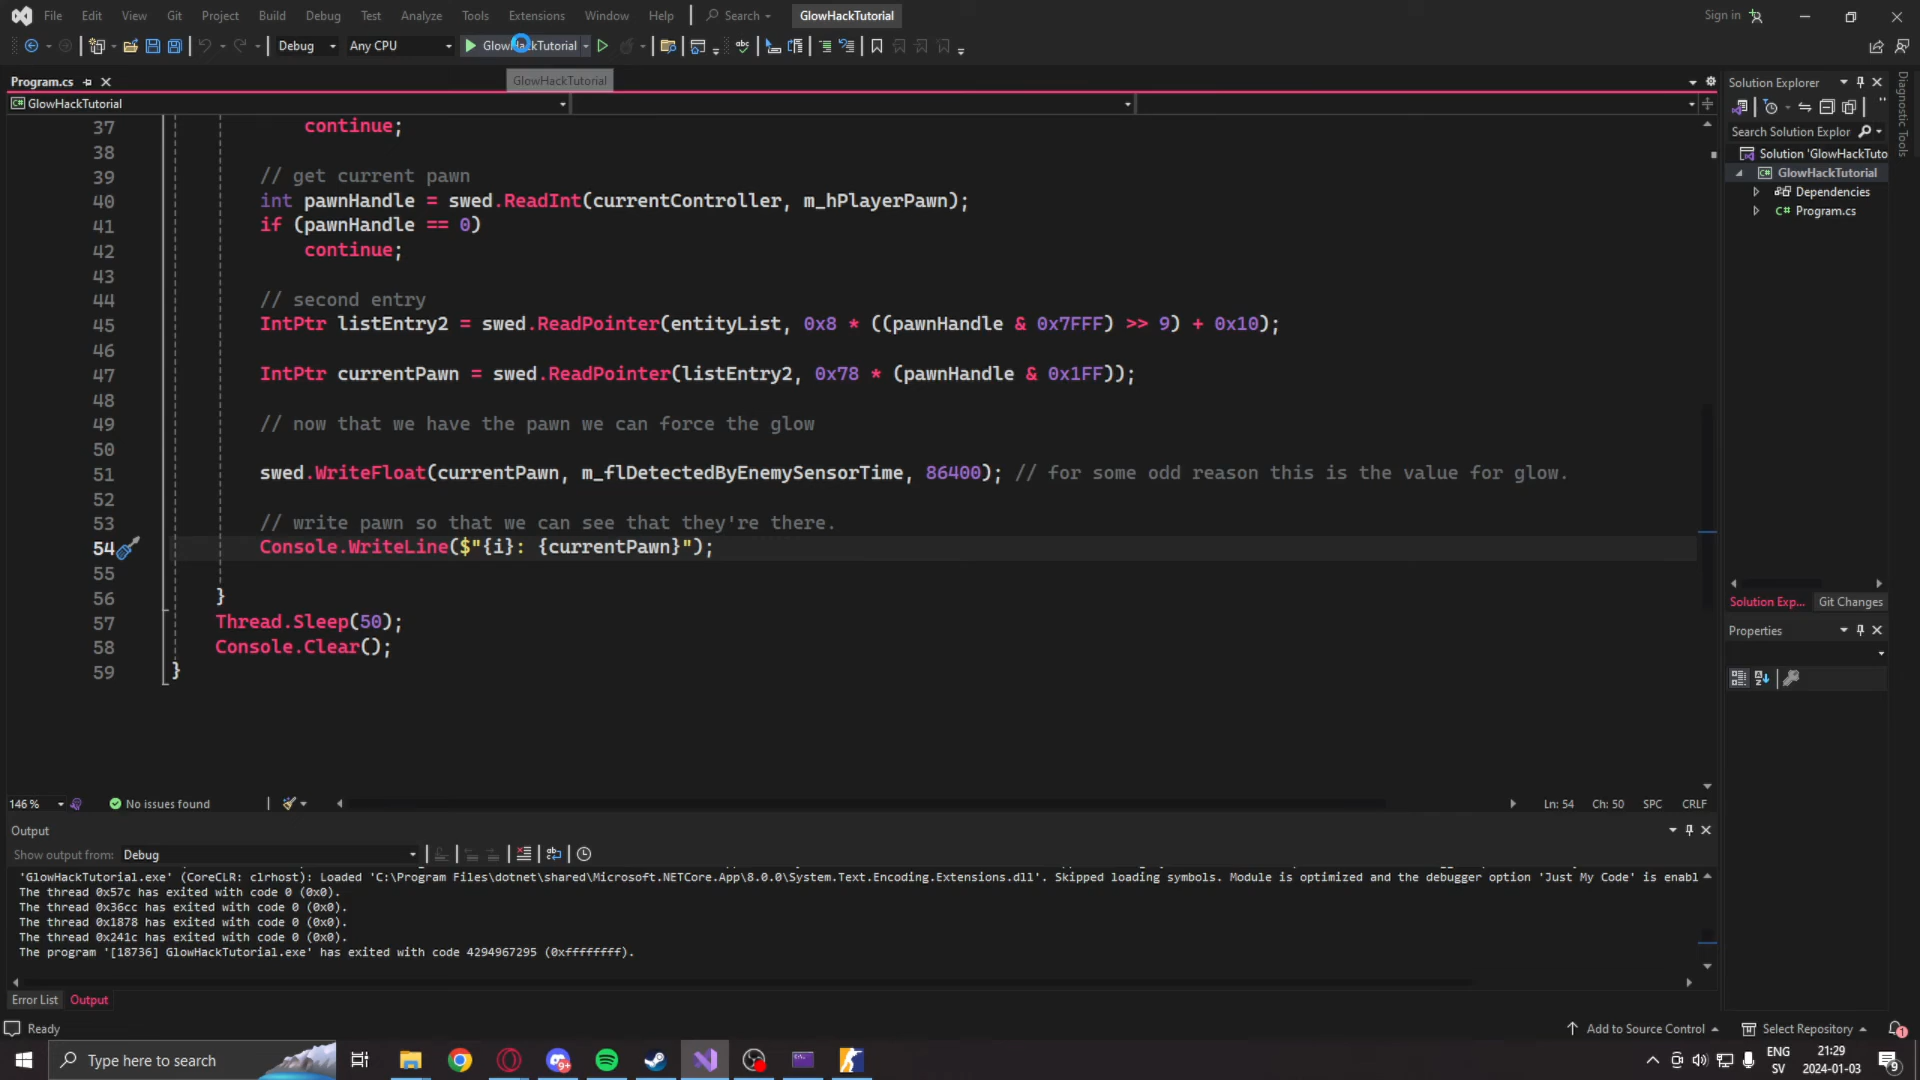 File Edit View Git Project Build Debug Test Analyze Tools Extensions Window Help Search GlowHackTutorial Sign in
Debug Any CPU GlowHackTutorial
GlowHackTutorial
Program.cs
GlowHackTutorial
37 continue;
38
39 // get current pawn
40 int pawnHandle = swed.ReadInt(currentController, m_hPlayerPawn);
41 if (pawnHandle == 0)
42 continue;
43
44 // second entry
45 IntPtr listEntry2 = swed.ReadPointer(entityList, 0x8 * ((pawnHandle & 0x7FFF) >> 9) + 0x10);
46
47 IntPtr currentPawn = swed.ReadPointer(listEntry2, 0x78 * (pawnHandle & 0x1FF));
48
49 // now that we have the pawn we can force the glow
50
51 swed.WriteFloat(currentPawn, m_flDetectedByEnemySensorTime, 86400); // for some odd reason this is the value for glow.
52
53 // write pawn so that we can see that they're there.
54 Console.WriteLine($"{i}: {currentPawn}");
55
56 }
57 Thread.Sleep(50);
58 Console.Clear();
59 }
146 % No issues found Ln: 54 Ch: 50 SPC CRLF
Output
Show output from: Debug
'GlowHackTutorial.exe' (CoreCLR: clrhost): Loaded 'C:\Program Files\dotnet\shared\Microsoft.NETCore.App\8.0.0\System.Text.Encoding.Extensions.dll'. Skipped loading symbols. Module is optimized and the debugger option 'Just My Code' is enabl
The thread 0x57c has exited with code 0 (0x0).
The thread 0x36cc has exited with code 0 (0x0).
The thread 0x1878 has exited with code 0 (0x0).
The thread 0x241c has exited with code 0 (0x0).
The program '[18736] GlowHackTutorial.exe' has exited with code 4294967295 (0xffffffff).
Error List Output
Solution Explorer
Search Solution Explor
Solution 'GlowHackTuto
GlowHackTutorial
Dependencies
C# Program.cs
Solution Exp... Git Changes
Properties
Diagnostic Tools
Ready Add to Source Control Select Repository 1
Type here to search
9+
ENG
SV
21:29
2024-01-03
9